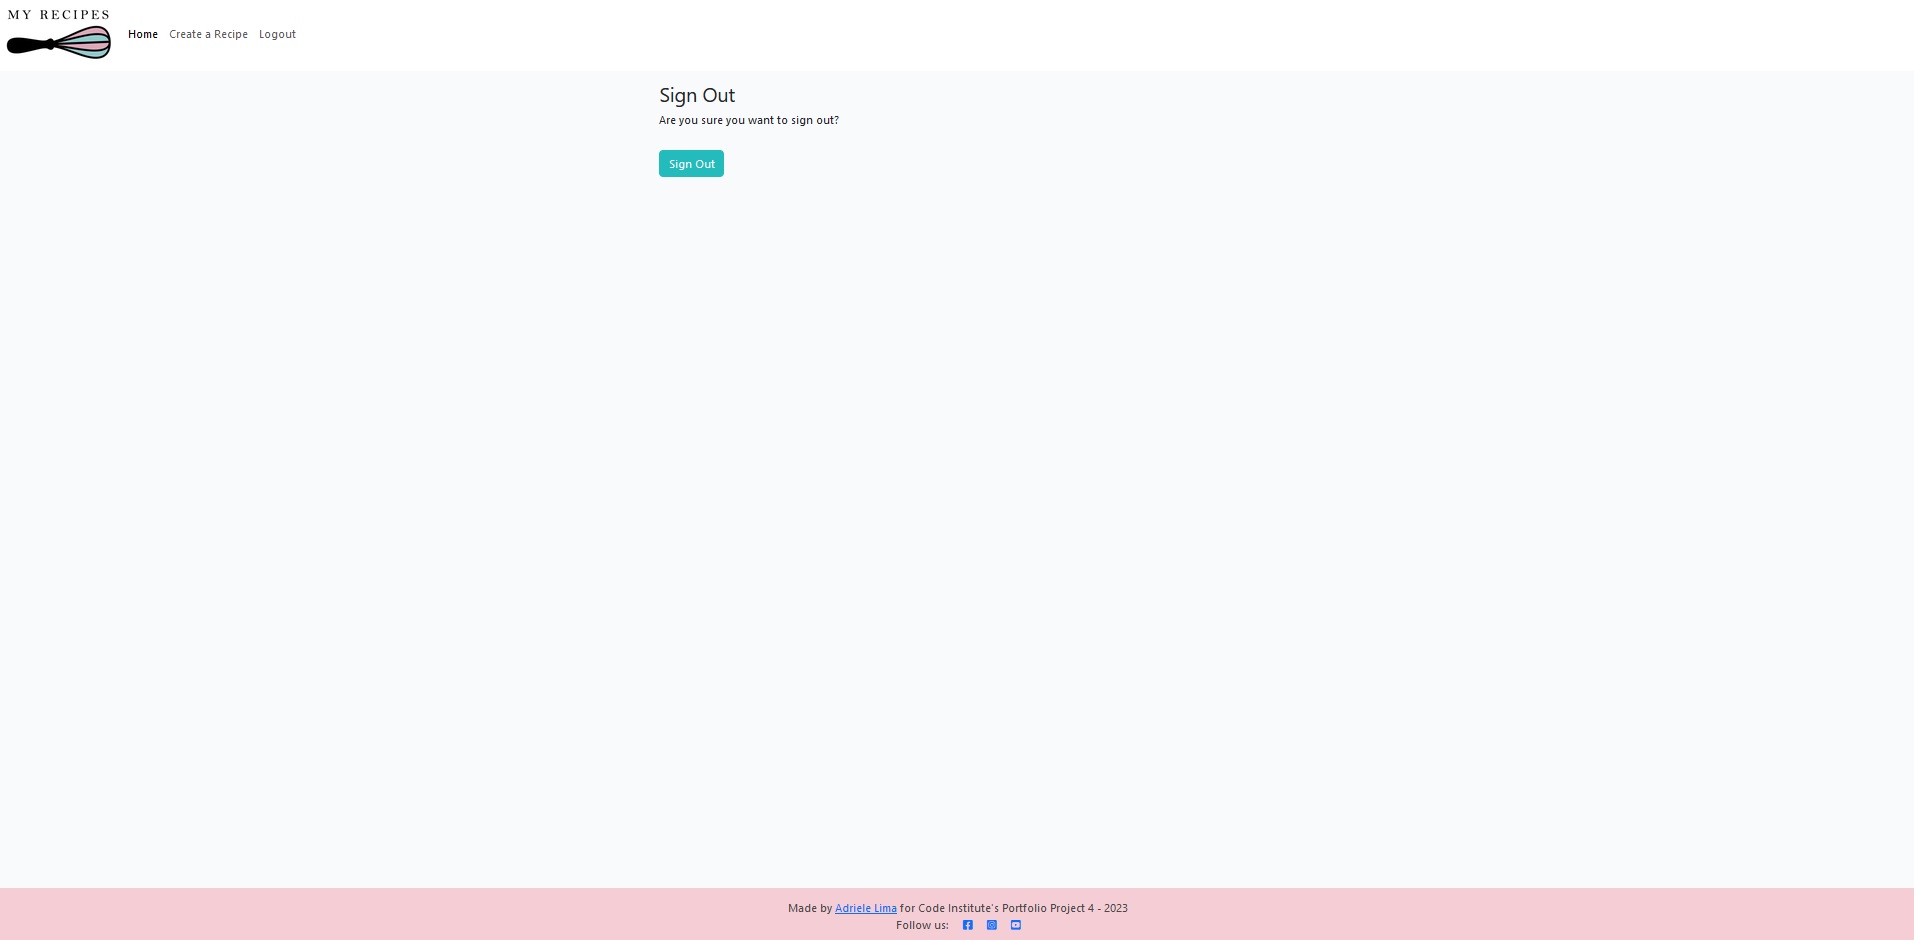 MY RECIPES
Home Create a Recipe Logout
Sign Out
Are you sure you want to sign out?
Sign Out
Made by Adriele Lima for Code Institute's Portfolio Project 4 - 2023
Follow us: